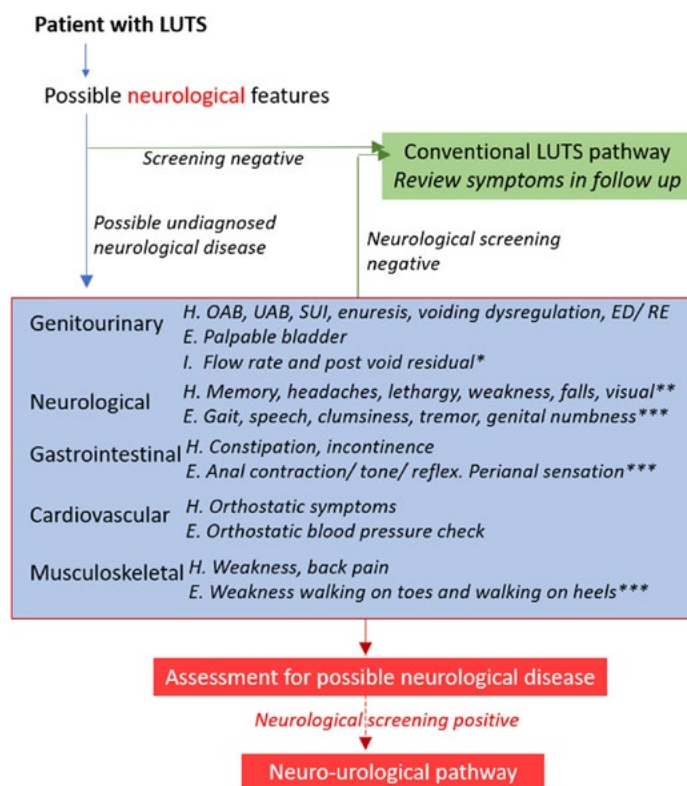 Patient with LUTS
Possible neurological features
Screening negative
Conventional LUTS pathway
Review symptoms in follow up
Possible undiagnosed
neurological disease
Neurological screening
negative
Genitourinary H. OAB, UAB, SUI, enuresis, voiding dysregulation, ED/ RE
E. Palpable bladder
I. Flow rate and post void residual*
Neurological H. Memory, headaches, lethargy, weakness, falls, visual**
E. Gait, speech, clumsiness, tremor, genital numbness***
Gastrointestinal H. Constipation, incontinence
E. Anal contraction/ tone/ reflex. Perianal sensation***
Cardiovascular H. Orthostatic symptoms
E. Orthostatic blood pressure check
Musculoskeletal H. Weakness, back pain
E. Weakness walking on toes and walking on heels***
Assessment for possible neurological disease
Neurological screening positive
Neuro-urological pathway